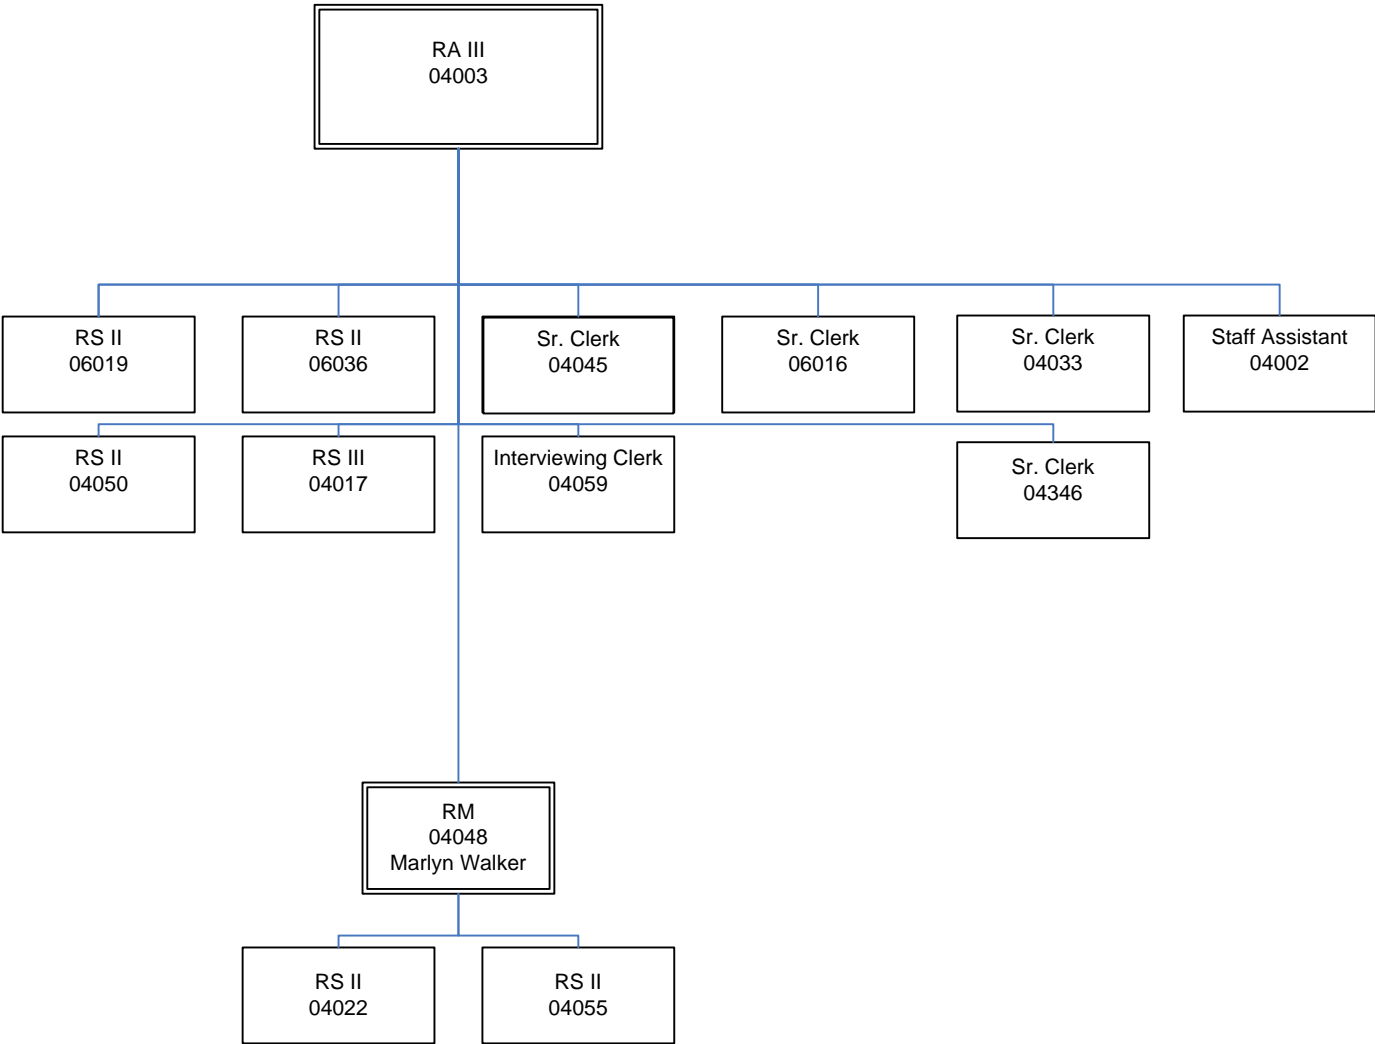 RA III
04003
RS II
06019
RS II
06036
Sr. Clerk
04045
Sr. Clerk
06016
Sr. Clerk
04033
Staff Assistant
04002
RS II
04050
RS III
04017
Interviewing Clerk
04059
Sr. Clerk
04346
RM
04048
Marlyn Walker
RS II
04022
RS II
04055